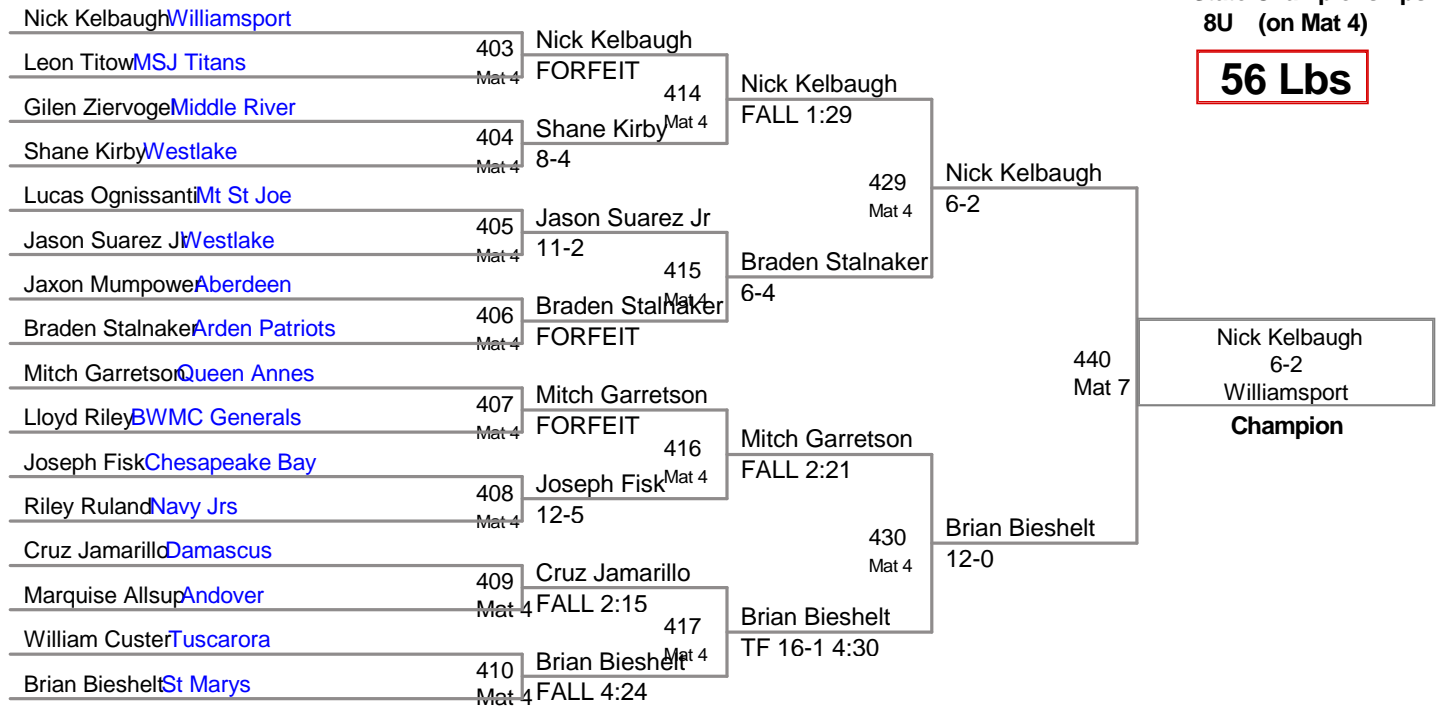 8U (on Mat 4)
56 Lbs
Nick Kelbaugh Williamsport
Leon Titow MSJ Titans
Gilen Ziervoge Middle River
Shane Kirby Westlake
Lucas Ognissanti Mt St Joe
Jason Suarez Jr Westlake
Jaxon Mumpower Aberdeen
Braden Stalnaker Arden Patriots
Mitch Garretson Queen Annes
Lloyd Riley BWMC Generals
Joseph Fisk Chesapeake Bay
Riley Ruland Navy Jrs
Cruz Jamarillo Damascus
Marquise Allsup Andover
William Custer Tuscarora
Brian Bieshelt St Marys
403
Mat 4
404
Mat 4
405
Mat 4
406
Mat 4
407
Mat 4
408
Mat 4
409
Mat 4
410
Mat 4
Nick Kelbaugh
FORFEIT
Shane Kirby
8-4
Jason Suarez Jr
11-2
Braden Stalnaker
FORFEIT
Mitch Garretson
FORFEIT
Joseph Fisk
12-5
Cruz Jamarillo
FALL 2:15
Brian Bieshelt
FALL 4:24
414
Mat 4
415
Mat 4
416
Mat 4
417
Mat 4
Nick Kelbaugh
FALL 1:29
Braden Stalnaker
6-4
Mitch Garretson
FALL 2:21
Brian Bieshelt
TF 16-1 4:30
429
Mat 4
430
Mat 4
Nick Kelbaugh
6-2
Brian Bieshelt
12-0
440
Mat 7
Nick Kelbaugh
6-2
Williamsport
Champion